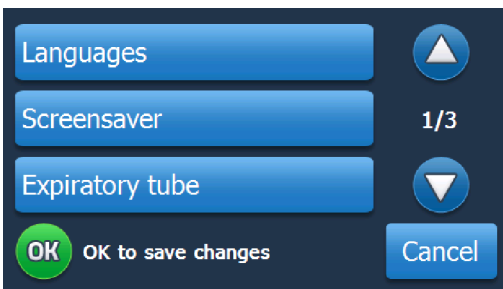 Languages
Screensaver
1/3
Expiratory tube
OK OK to save changes
Cancel